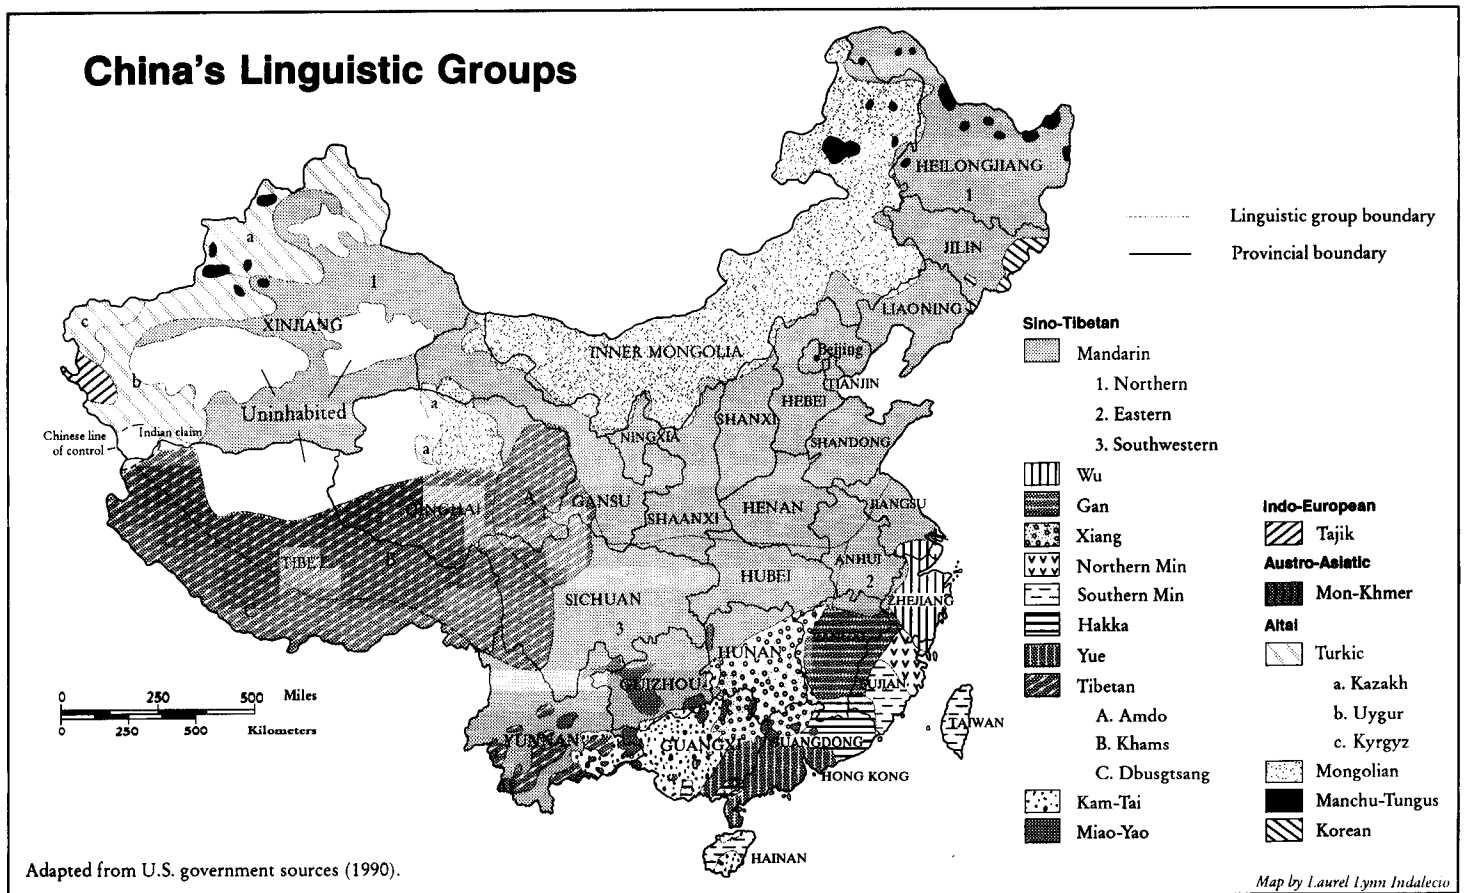 China's Linguistic Groups
HEILONGJIANG
1
JILIN
LIAONING
Linguistic group boundary
Provincial boundary
a
1
c
XINJIANG
b
Uninhabited
Chinese line
of control
Indian claim
a
a
INNER MONGOLIA
Beijing
TIANJIN
HEBEI
SHANXI
NINGXIA
SHANDONG
GANSU
SHAANXI
HENAN
JIANGSU
QINGHAI
A
TIBET
B
C
ANHUI
2
HUBEI
ZHEJIANG
SICHUAN
3
HUNAN
JIANGXI
GUIZHOU
FUJIAN
YUNNAN
GUANGXI
GUANGDONG
TAIWAN
HONG KONG
HAINAN
Sino-Tibetan
Mandarin
1. Northern
2. Eastern
3. Southwestern
Wu
Gan
Xiang
Northern Min
Southern Min
Hakka
Yue
Tibetan
A. Amdo
B. Khams
C. Dbusgtsang
Kam-Tai
Miao-Yao
Indo-European
Tajik
Austro-Asiatic
Mon-Khmer
Altai
Turkic
a. Kazakh
b. Uygur
c. Kyrgyz
Mongolian
Manchu-Tungus
Korean
0 250 500 Miles
0 250 500 Kilometers
Adapted from U.S. government sources (1990).
Map by Laurel Lynn Indalecio